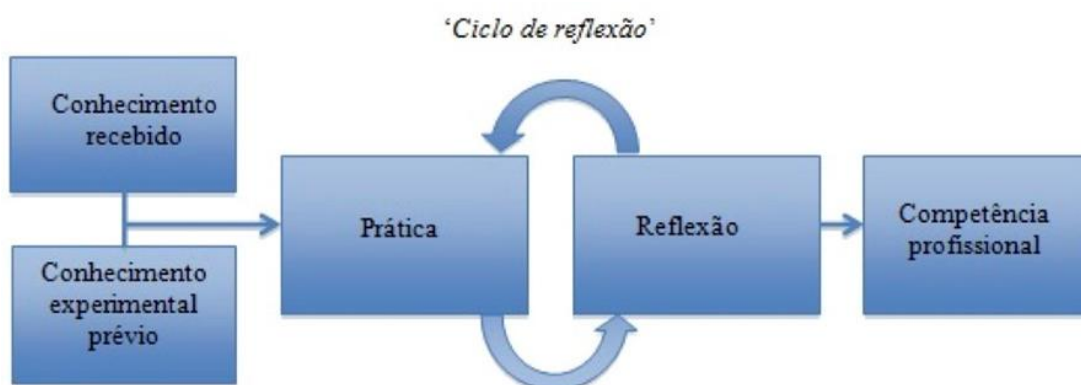 ‘Ciclo de reflexão’
Conhecimento
recebido
Conhecimento
experimental
prévio
Prática
Reflexão
Competência
profissional